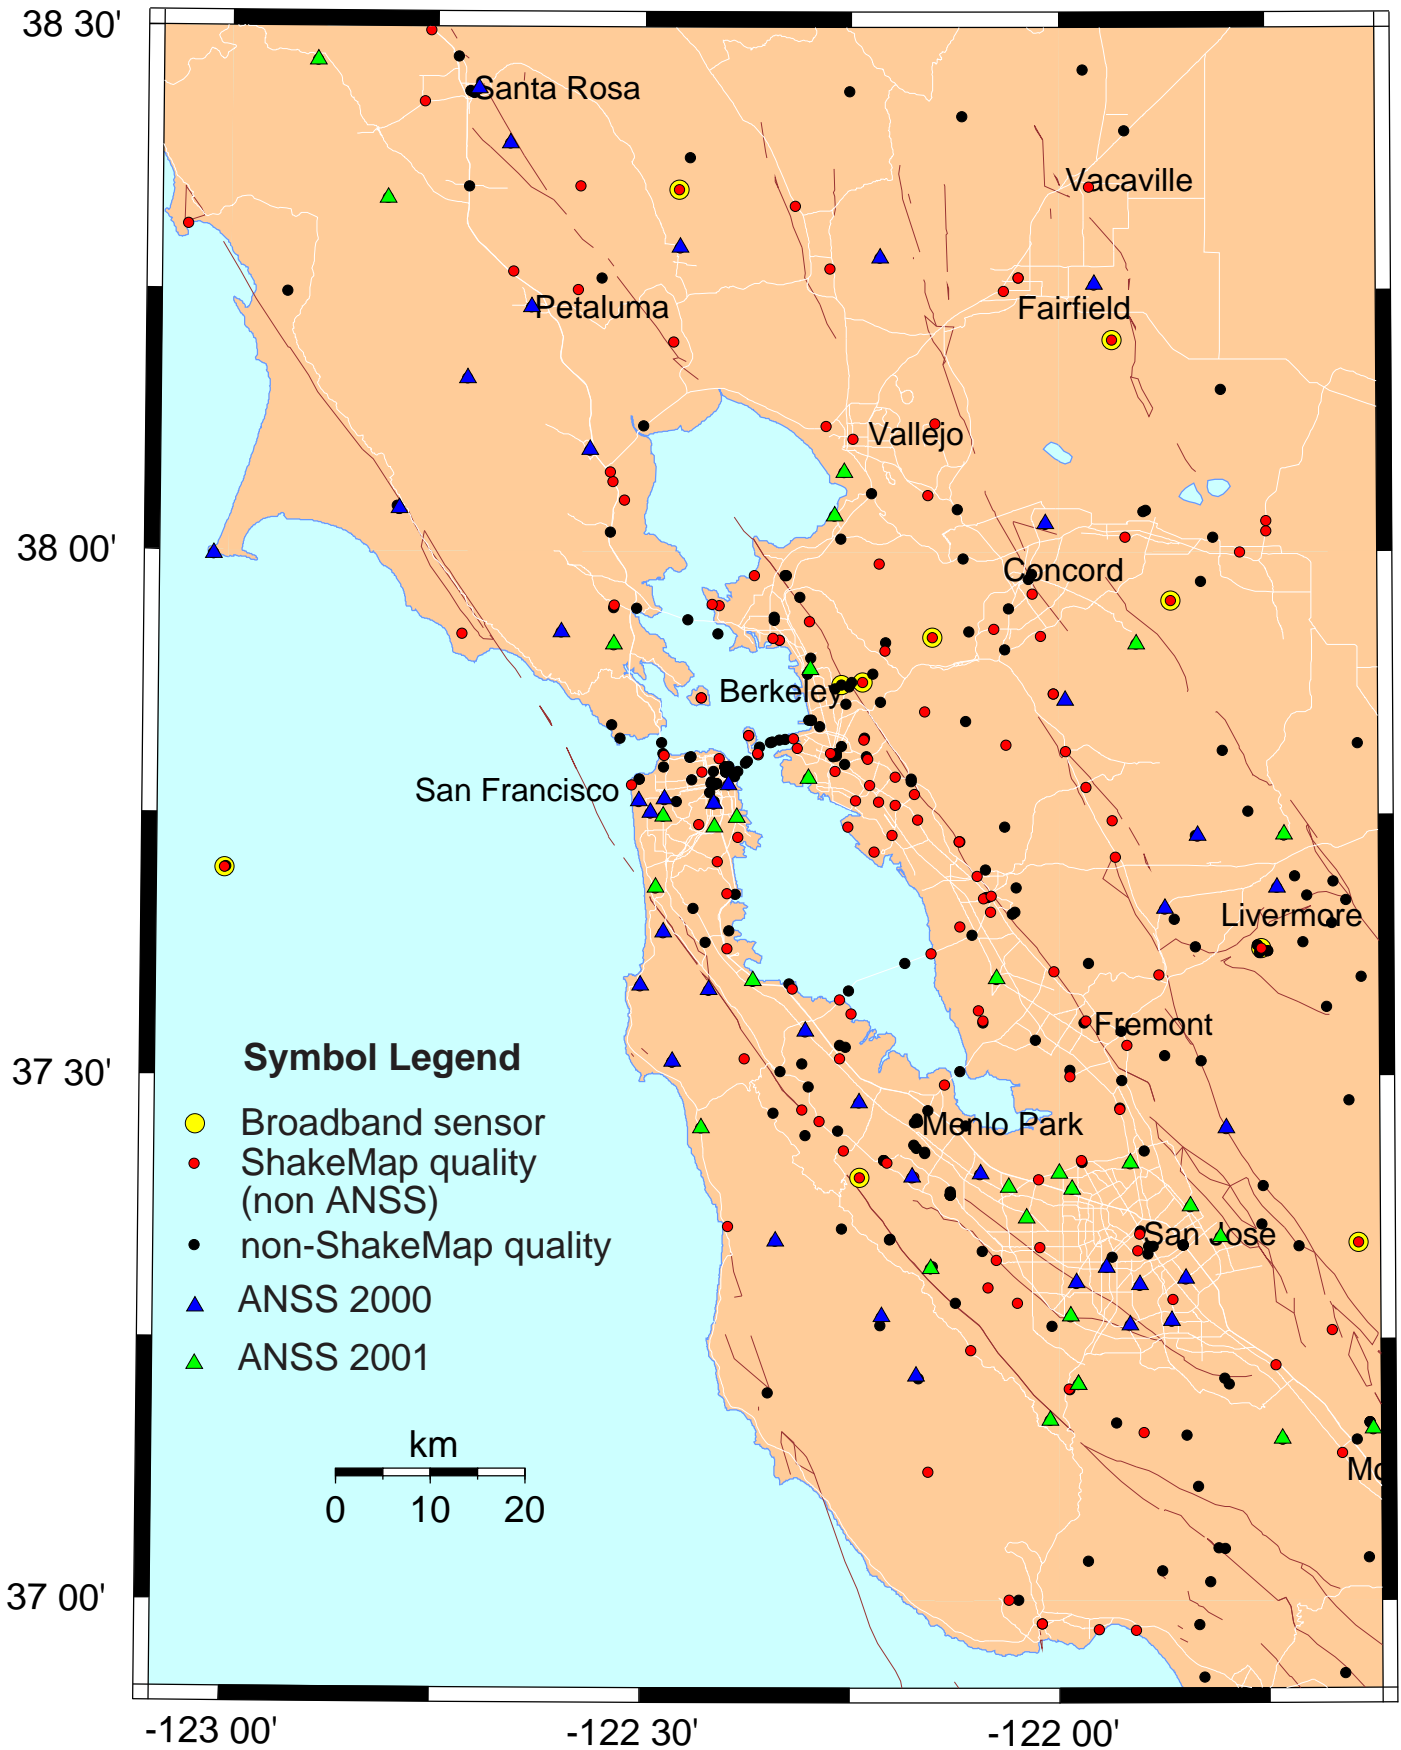 38 30'
Santa Rosa
Vacaville
Petaluma
Fairfield
Vallejo
38 00'
Concord
Berkeley
San Francisco
Livermore
Fremont
Symbol Legend
37 30'
Broadband sensor
Menlo Park
ShakeMap quality
(non ANSS)
non-ShakeMap quality
San Jose
ANSS 2000
ANSS 2001
km
0 10 20
Mo
37 00'
-123 00' -122 30' -122 00'